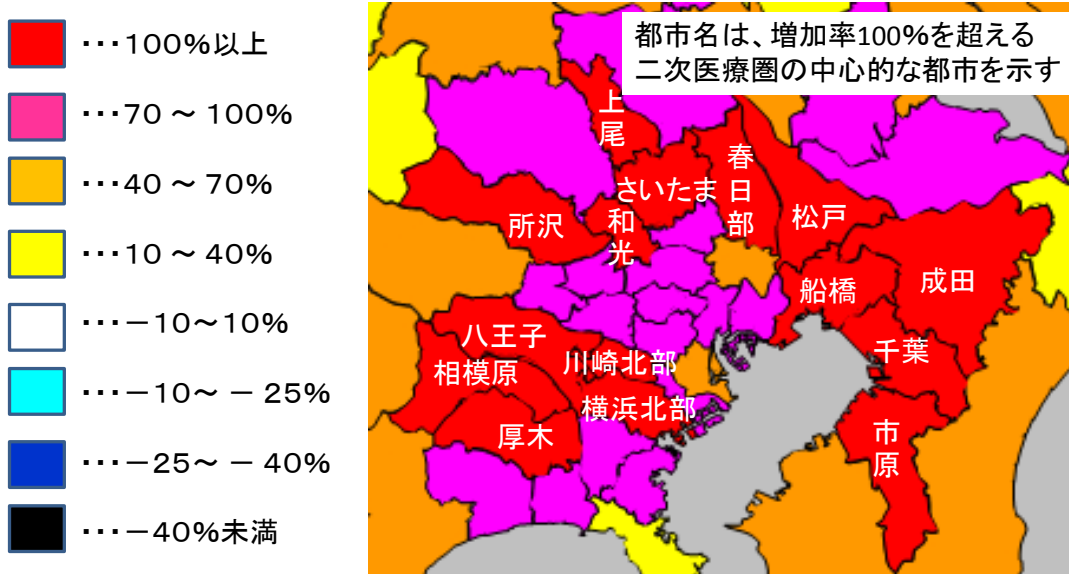 ･･･100%以上
･･･70 ～ 100%
･･･40 ～ 70%
･･･10 ～ 40%
･･･－10～10%
･･･－10～ － 25%
･･･－25～ － 40%
･･･－40%未満
都市名は、増加率100%を超える
二次医療圏の中心的な都市を示す
上尾
さいたま
春日部
和光
所沢
松戸
船橋
成田
八王子
川崎北部
千葉
相模原
横浜北部
厚木
市原